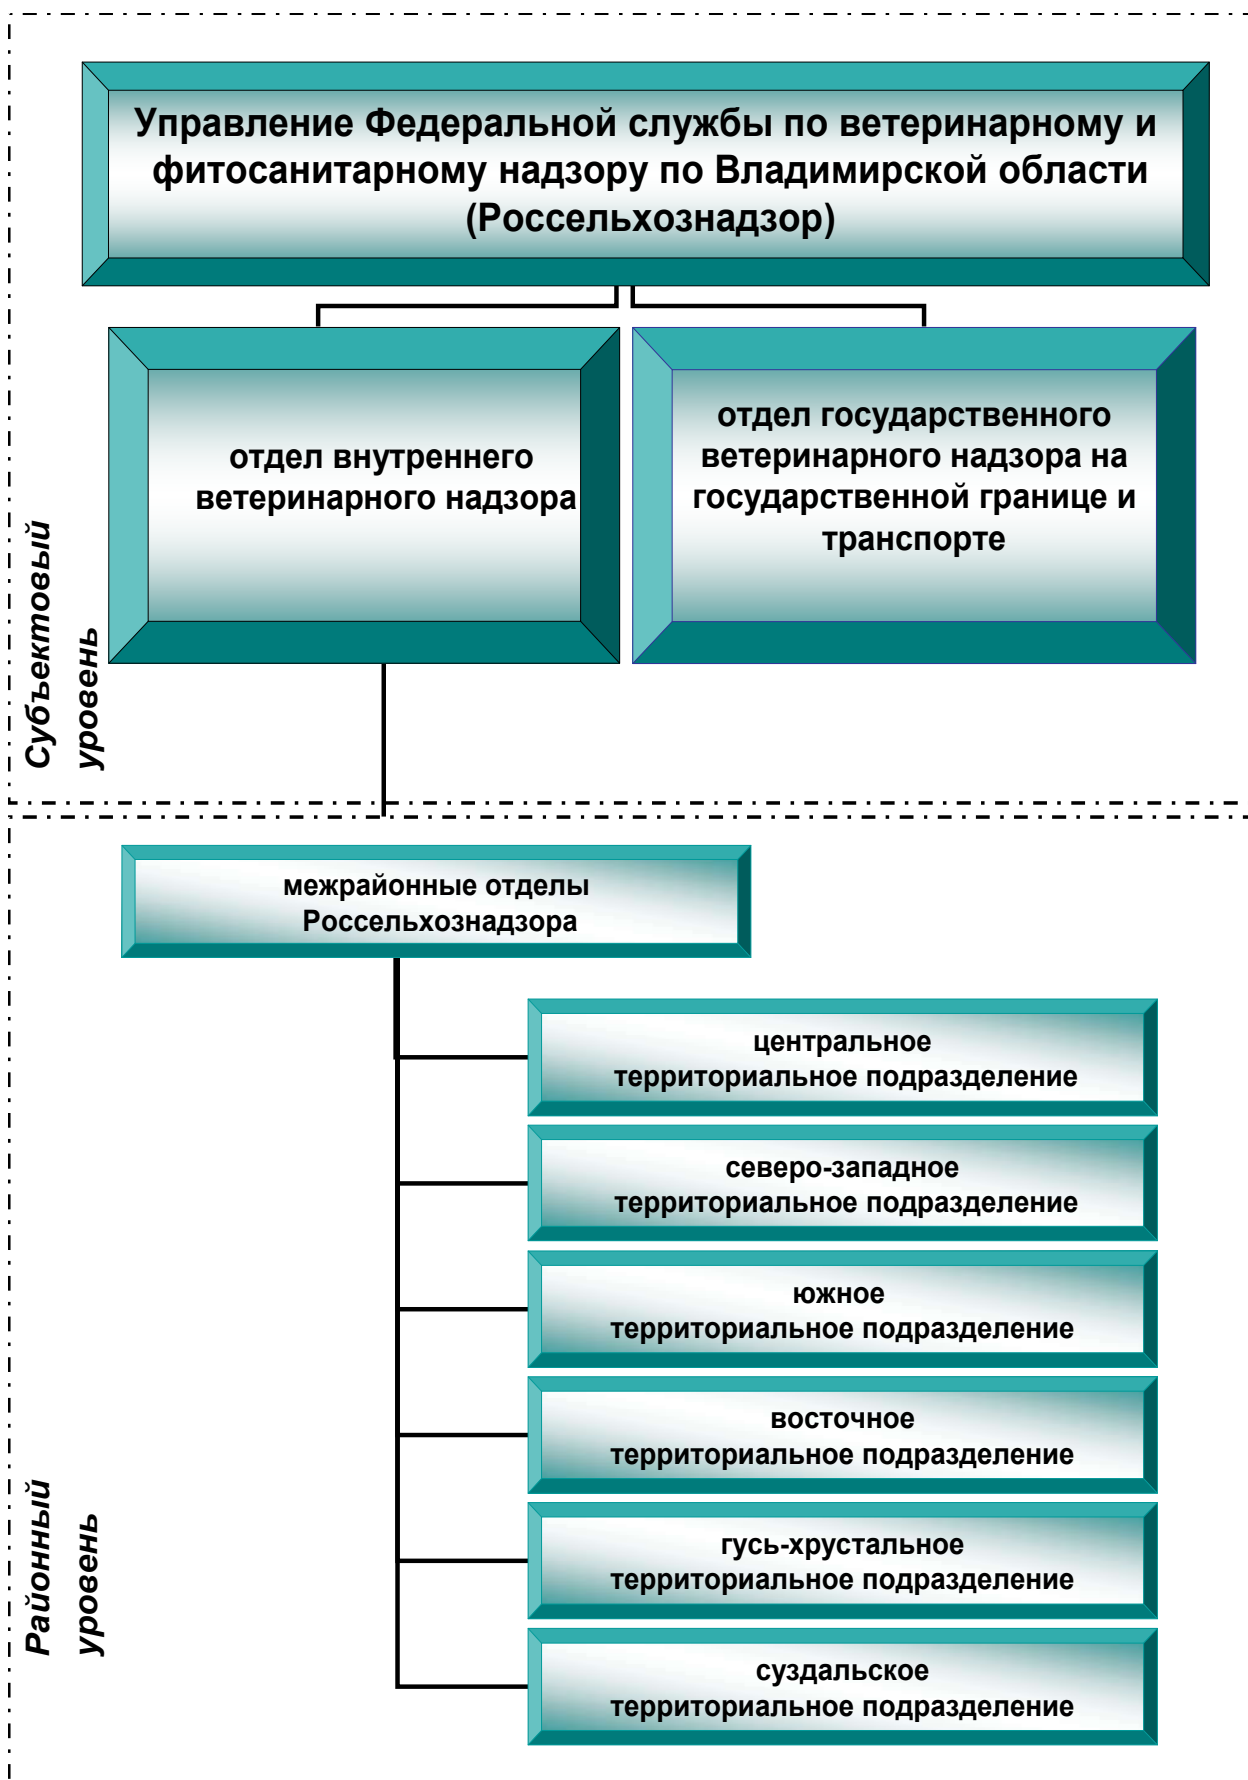 Управление Федеральной службы по ветеринарному и
фитосанитарному надзору по Владимирской области
(Россельхознадзор)
отдел внутреннего
ветеринарного надзора
отдел государственного
ветеринарного надзора на
государственной границе и
транспорте
Субъектовый
уровень
межрайонные отделы
Россельхознадзора
центральное
территориальное подразделение
северо-западное
территориальное подразделение
южное
территориальное подразделение
восточное
территориальное подразделение
гусь-хрустальное
территориальное подразделение
суздальское
территориальное подразделение
Районный
уровень